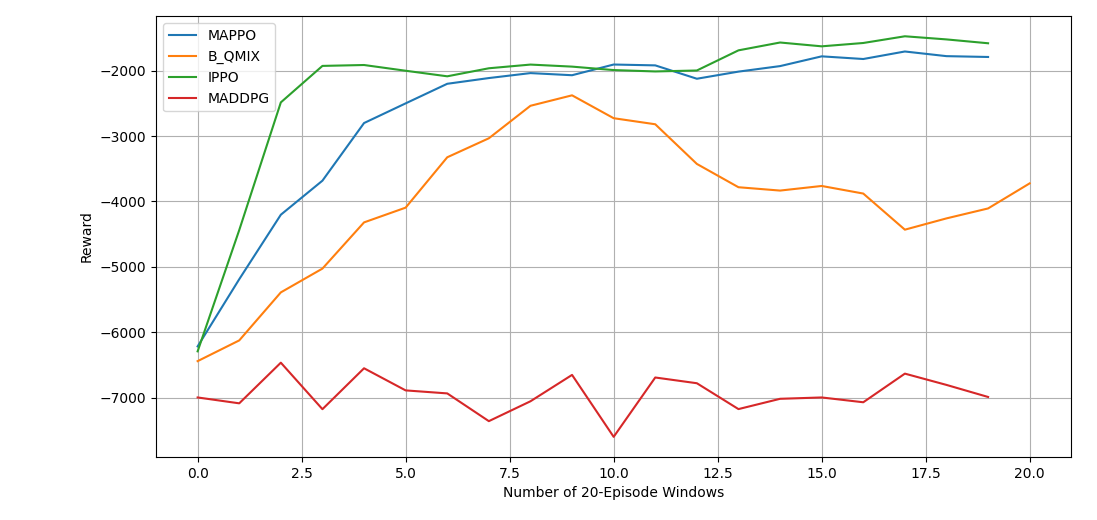 MAPPO
B_QMIX
IPPO
MADDPG
Reward
−2000
−3000
−4000
−5000
−6000
−7000
0.0 2.5 5.0 7.5 10.0 12.5 15.0 17.5 20.0
Number of 20-Episode Windows